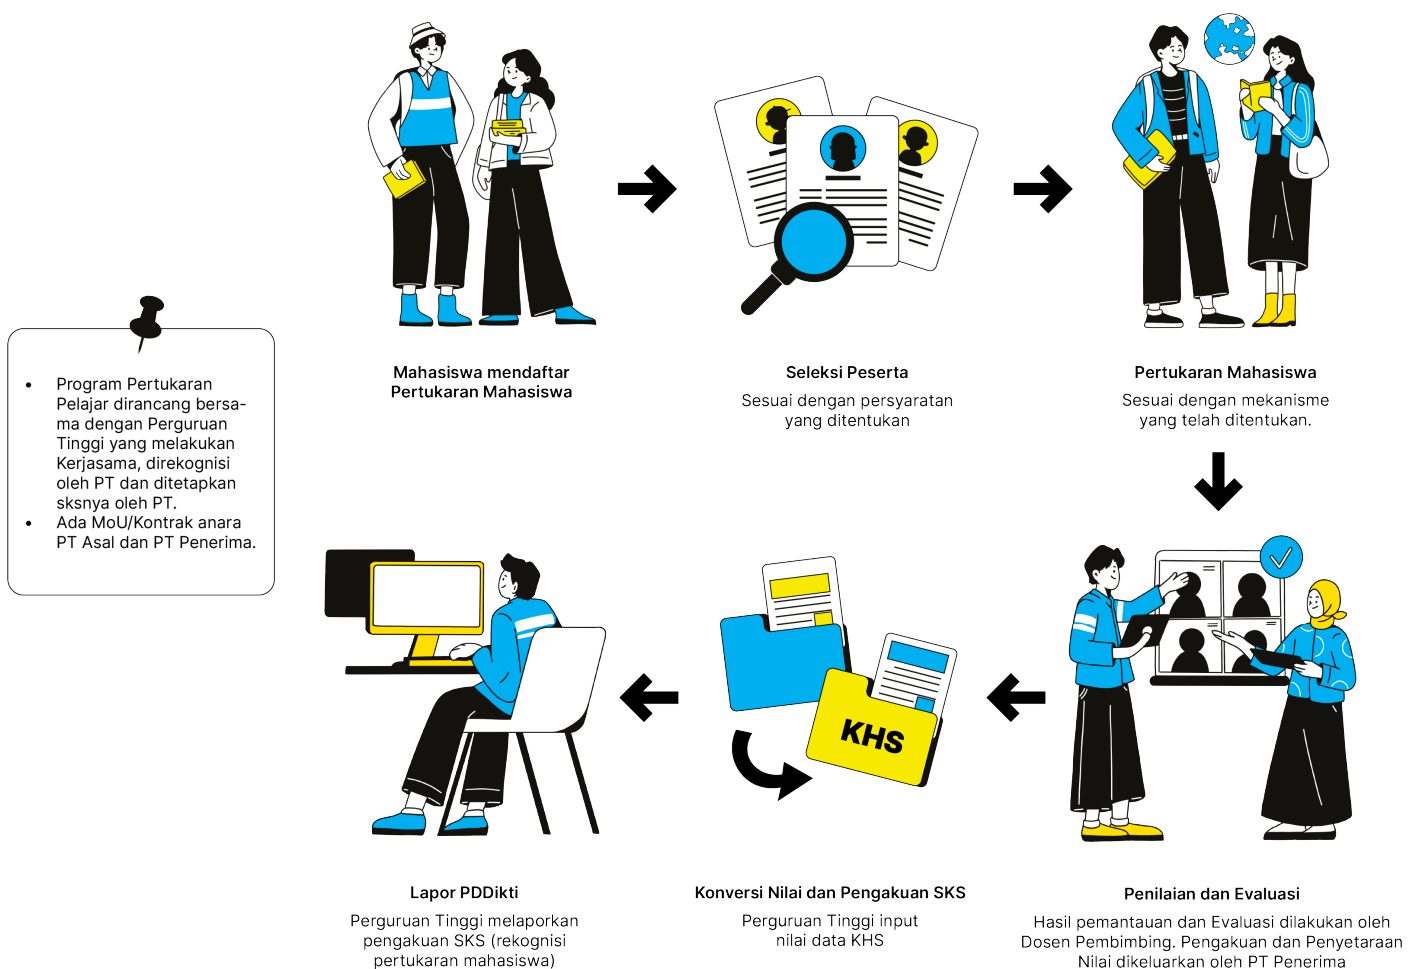 • Program Pertukaran
Pelajar dirancang bersa-
ma dengan Perguruan
Tinggi yang melakukan
Kerjasama, direkognisi
oleh PT dan ditetapkan
sksnya oleh PT.
• Ada MoU/Kontrak anara
PT Asal dan PT Penerima.
Mahasiswa mendaftar
Pertukaran Mahasiswa
Seleksi Peserta
Sesuai dengan persyaratan
yang ditentukan
Pertukaran Mahasiswa
Sesuai dengan mekanisme
yang telah ditentukan.
Penilaian dan Evaluasi
Hasil pemantauan dan Evaluasi dilakukan oleh
Dosen Pembimbing. Pengakuan dan Penyetaraan
Nilai dikeluarkan oleh PT Penerima
KHS
Konversi Nilai dan Pengakuan SKS
Perguruan Tinggi input
nilai data KHS
Lapor PDDikti
Perguruan Tinggi melaporkan
pengakuan SKS (rekognisi
pertukaran mahasiswa)